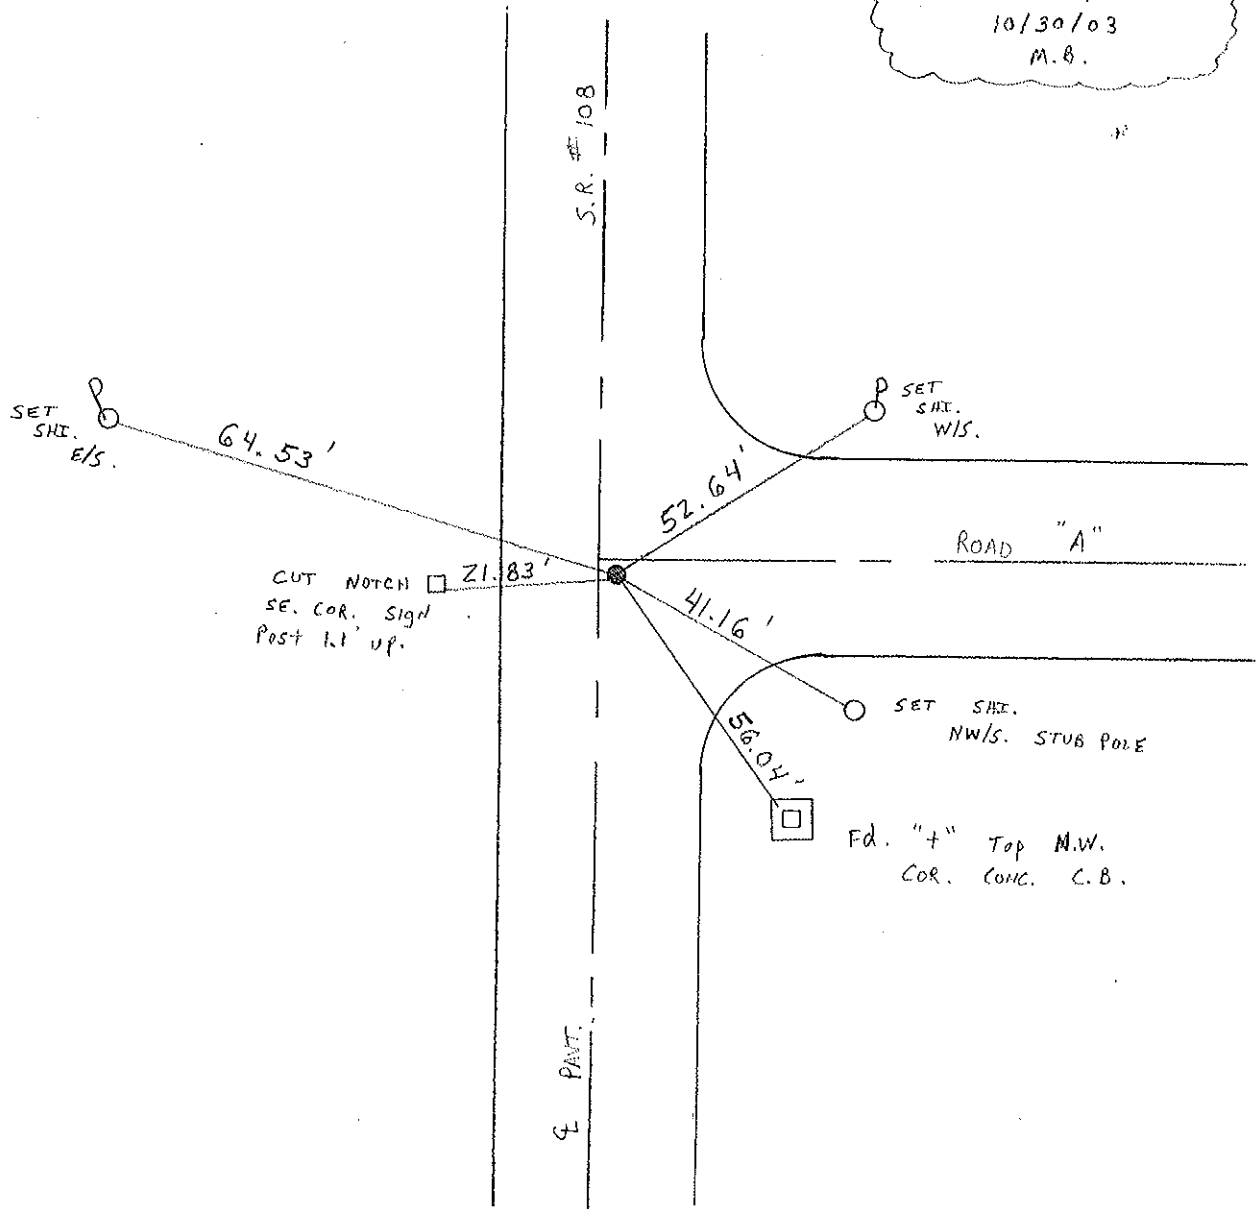 10/30/03
M.B.
S.R. # 108
SET
SHI.
E/S.
64.53'
SET
SHI.
W/S.
52.64'
ROAD "A"
CUT NOTCH
SE. COR. SIGN
POST 1.1' UP.
21.83'
41.16'
SET SHI.
NW/S. STUB POLE
56.04'
Fd. "+" Top N.W.
COR. CONC. C.B.
℄ PAVT.